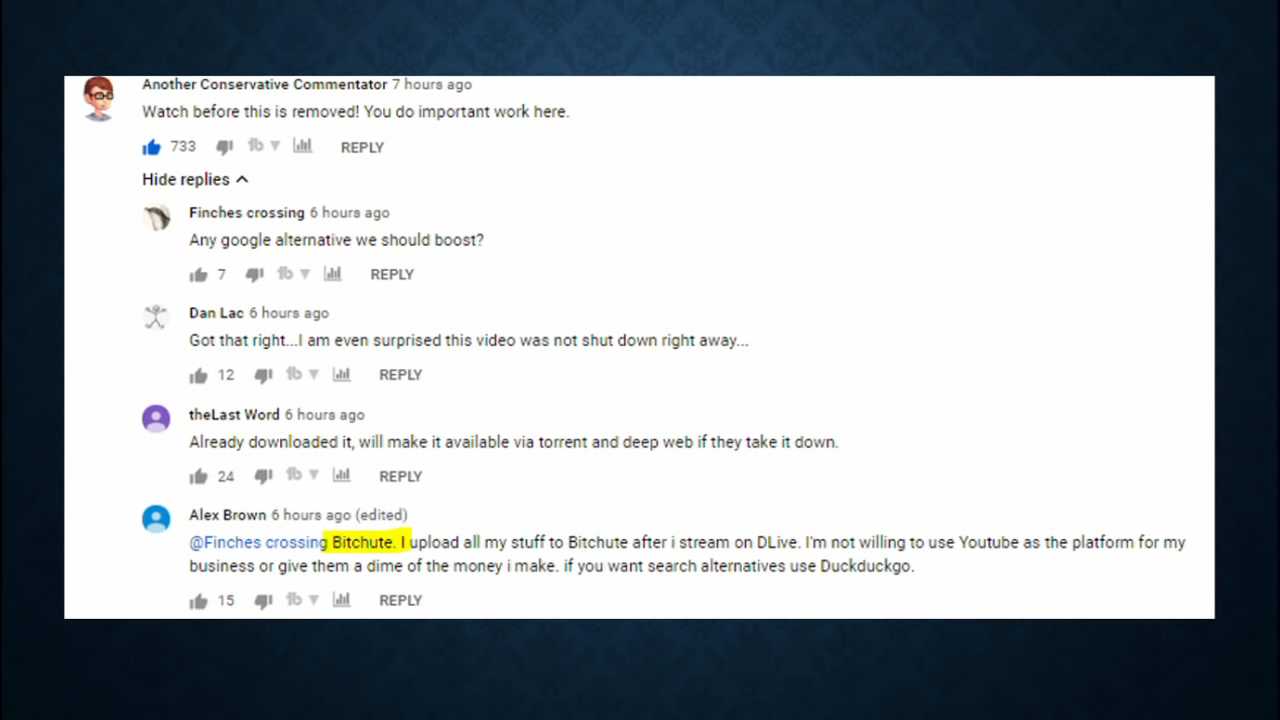 Another Conservative Commentator 7 hours ago
Watch before this is removed! You do important work here.
733 REPLY
Hide replies
Finches crossing 6 hours ago
Any google alternative we should boost?
7 REPLY
Dan Lac 6 hours ago
Got that right...I am even surprised this video was not shut down right away...
12 REPLY
theLast Word 6 hours ago
Already downloaded it, will make it available via torrent and deep web if they take it down.
24 REPLY
Alex Brown 6 hours ago (edited)
@Finches crossing Bitchute. I upload all my stuff to Bitchute after i stream on DLive. I'm not willing to use Youtube as the platform for my
business or give them a dime of the money i make. if you want search alternatives use Duckduckgo.
15 REPLY